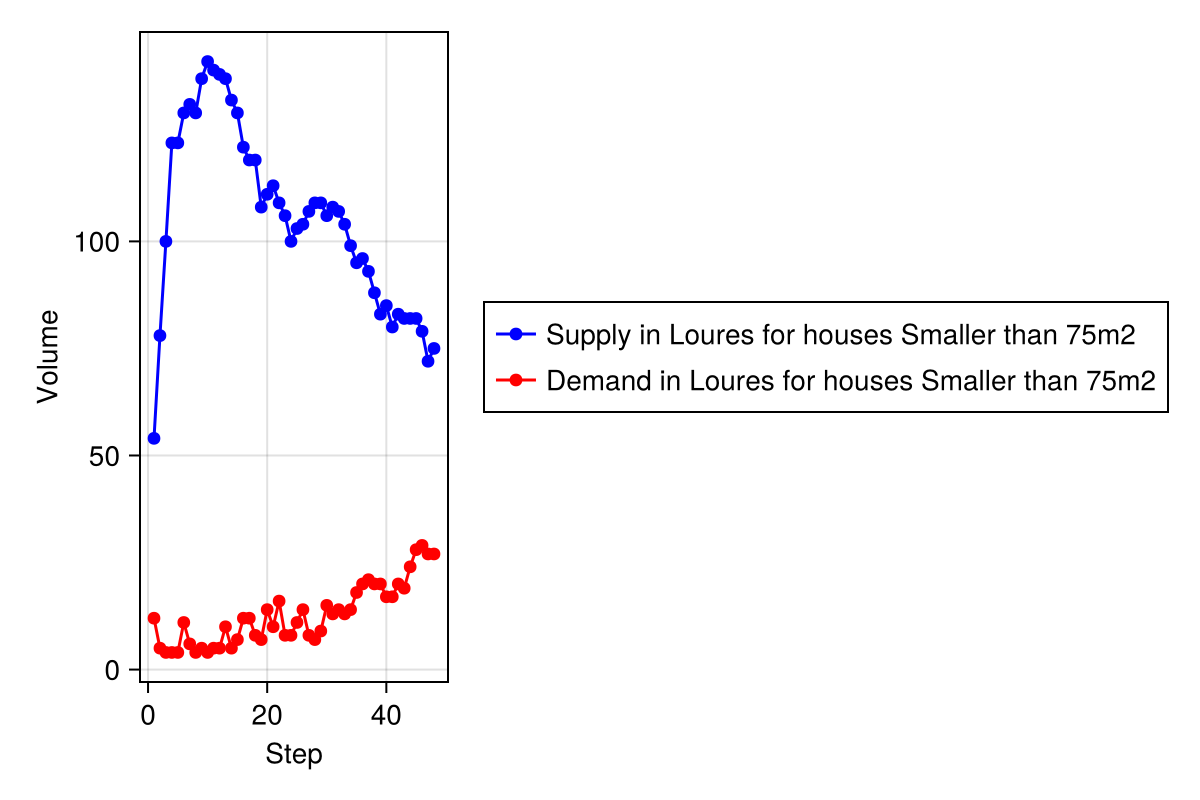 Volume
100
50
0
0 20 40
Step
Supply in Loures for houses Smaller than 75m2
Demand in Loures for houses Smaller than 75m2